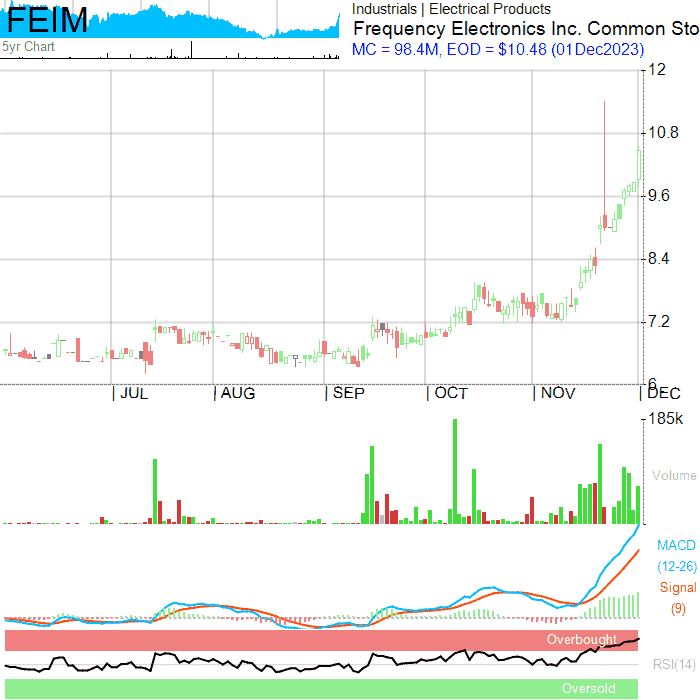 FEIM
5yr Chart
Industrials | Electrical Products
Frequency Electronics Inc. Common Sto
MC = 98.4M, EOD = $10.48 (01Dec2023)
12
10.8
9.6
8.4
7.2
6
JUL AUG SEP OCT NOV DEC
185k
Volume
MACD
(12-26)
Signal
(9)
Overbought
RSI(14)
Oversold